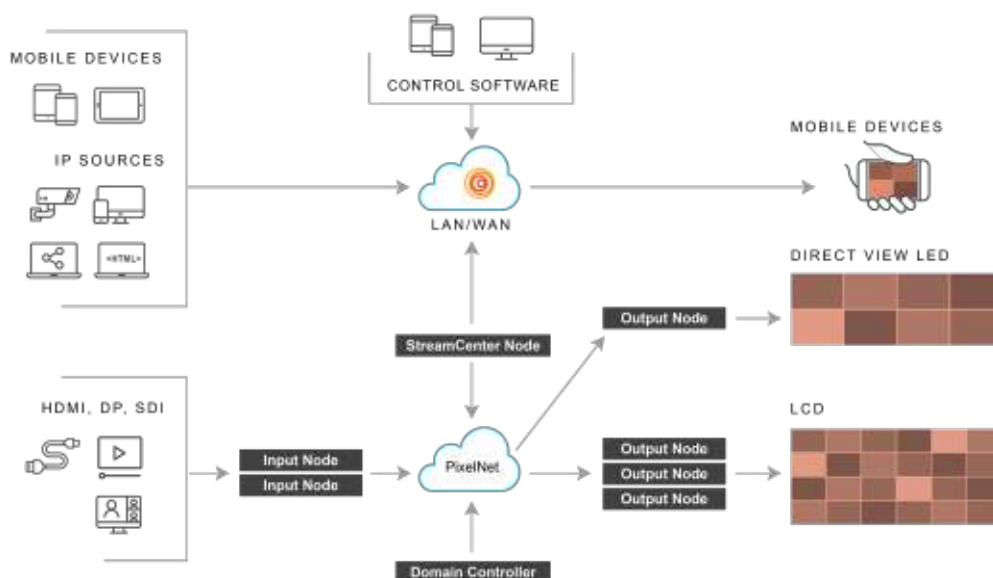 MOBILE DEVICES
IP SOURCES
<HTML>
CONTROL SOFTWARE
LAN/WAN
MOBILE DEVICES
DIRECT VIEW LED
Output Node
StreamCenter Node
HDMI, DP, SDI
Input Node
Input Node
PixelNet
Output Node
Output Node
Output Node
LCD
Domain Controller